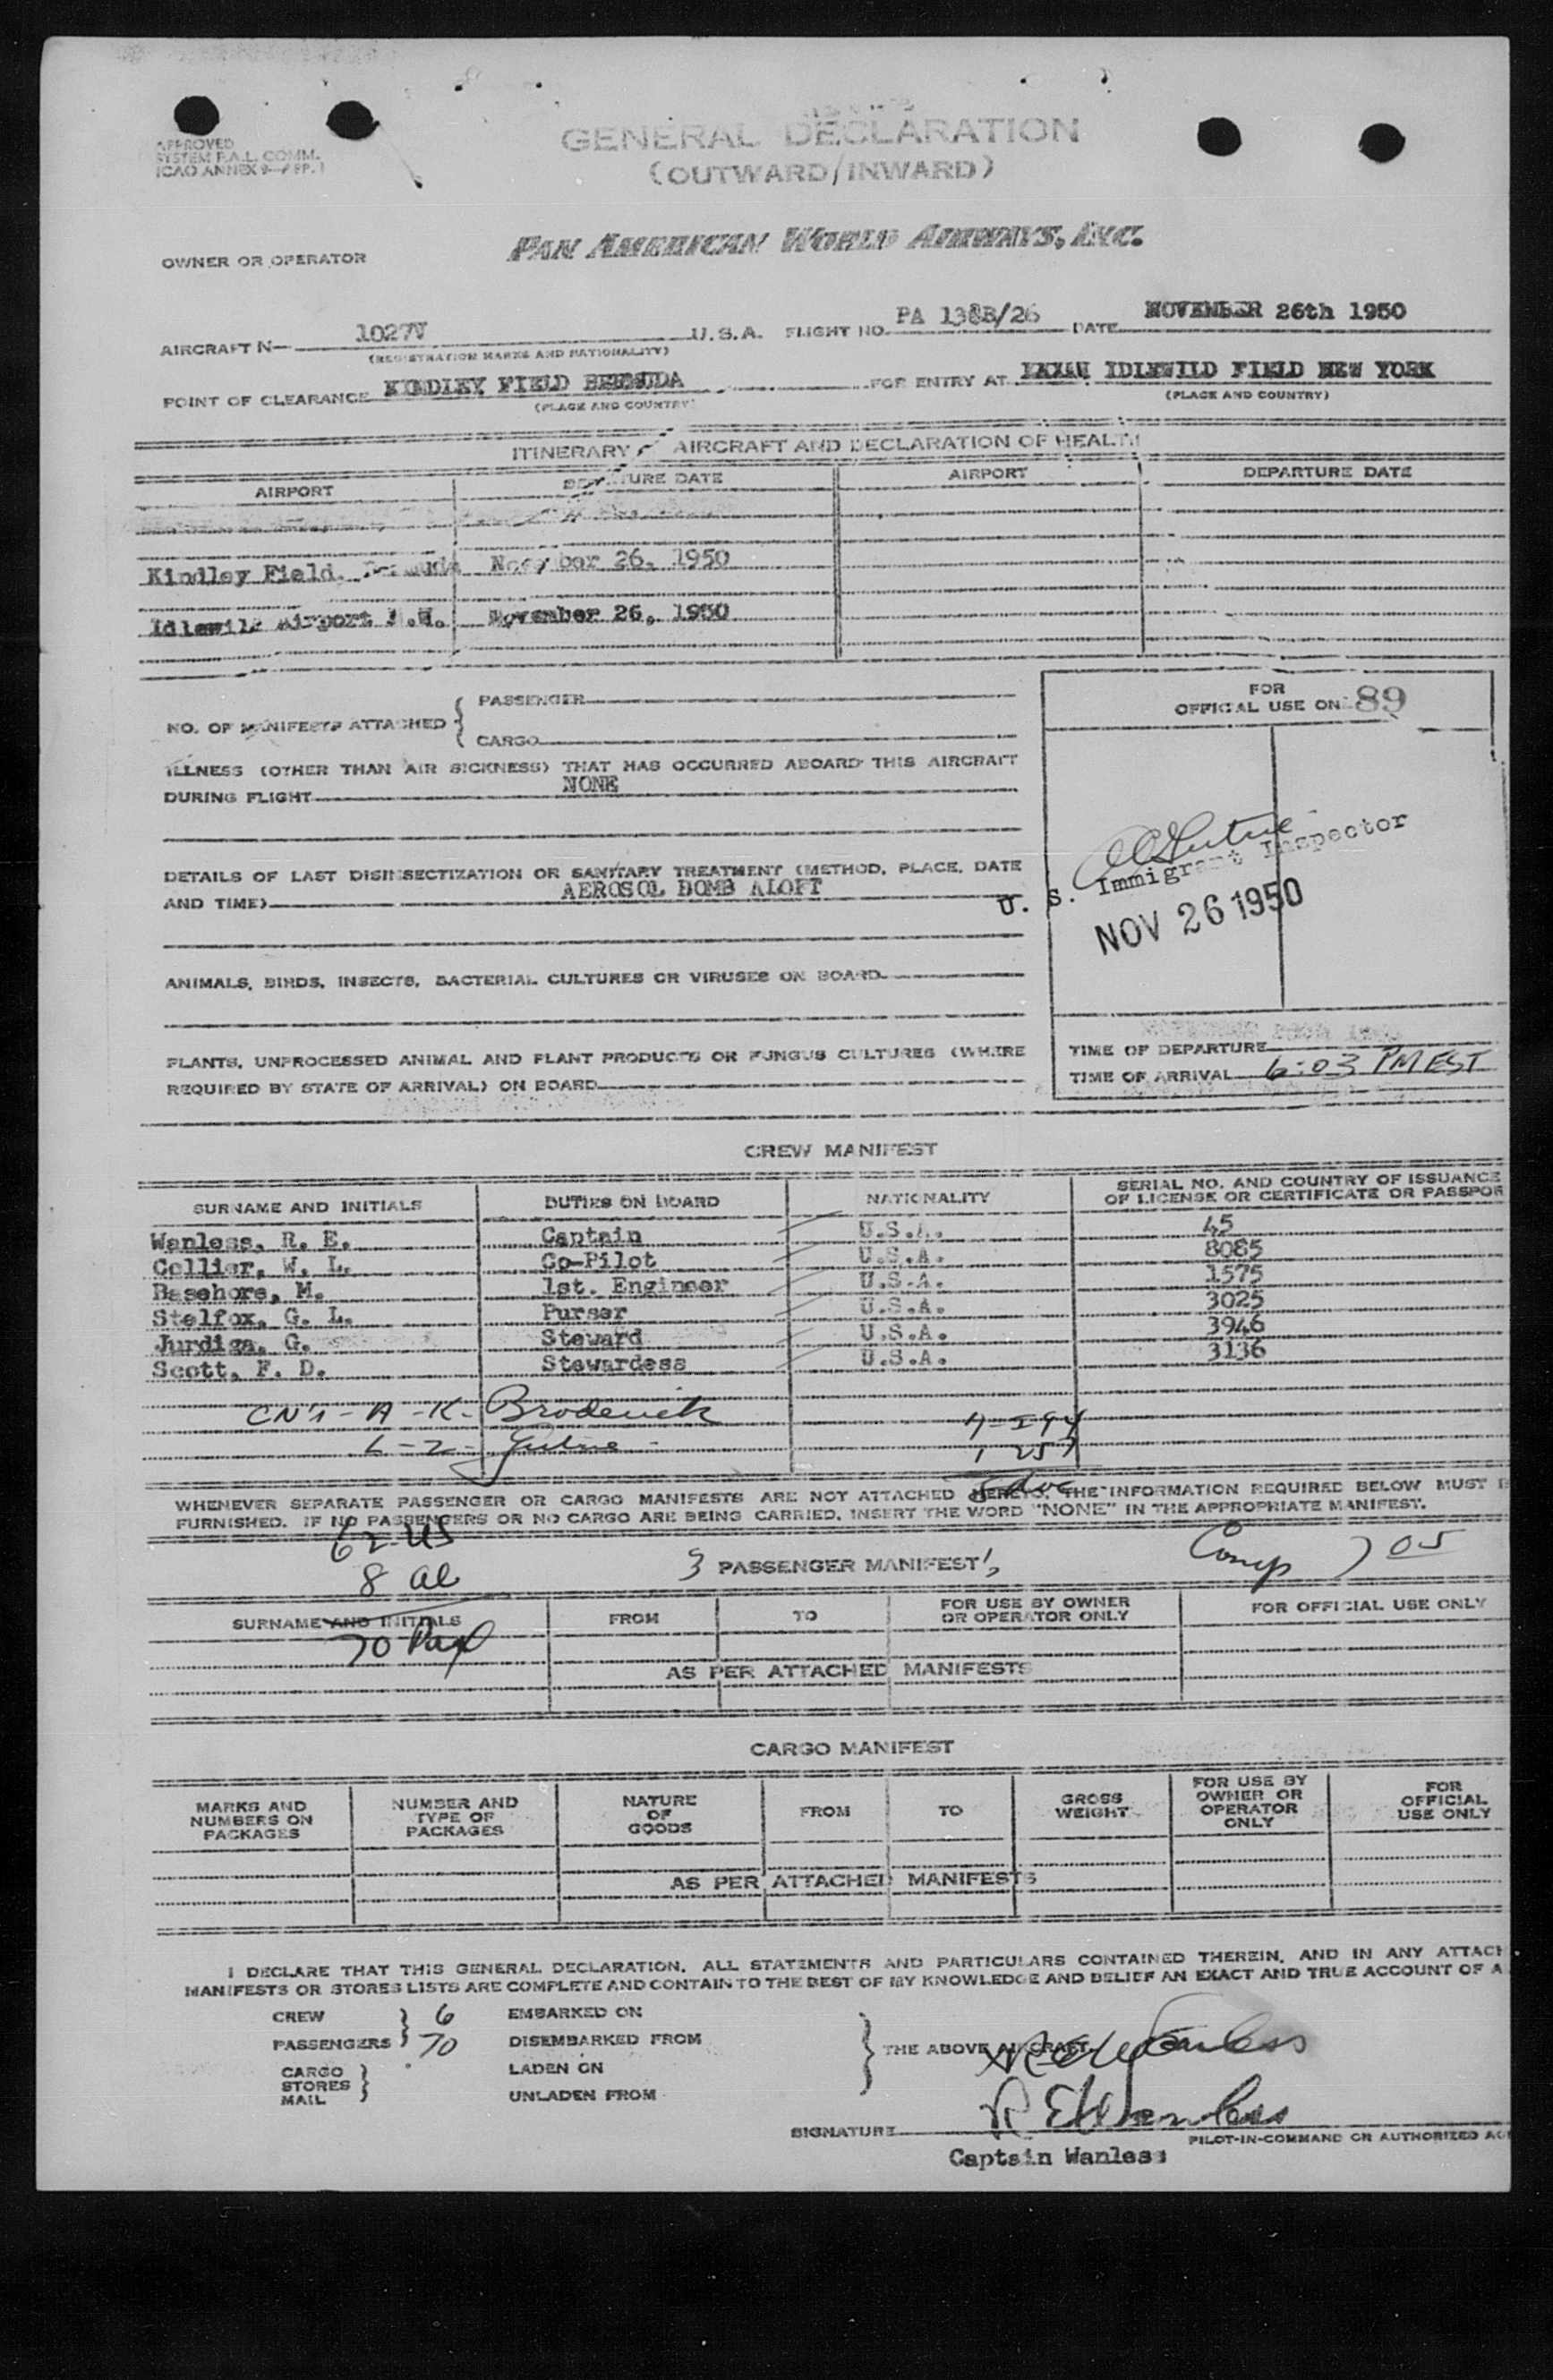 APPROVED
SYSTEM F.A.L. COMM.
ICAO ANNEX 9-APP. 1
GENERAL DECLARATION
(OUTWARD/INWARD)
OWNER OR OPERATOR PAN AMERICAN WORLD AIRWAYS, INC.
AIRCRAFT N- 1027V U.S.A. FLIGHT NO. PA 138B/26 DATE NOVEMBER 26th 1950
(REGISTRATION MARKS AND NATIONALITY)
POINT OF CLEARANCE KINDLEY FIELD BERMUDA FOR ENTRY AT IDLEWILD FIELD NEW YORK
(PLACE AND COUNTRY) (PLACE AND COUNTRY)
ITINERARY AIRCRAFT AND DECLARATION OF HEALTH
AIRPORT DEPARTURE DATE AIRPORT DEPARTURE DATE
Kindley Field, Bermuda November 26, 1950
Idlewild Airport N.Y. November 26, 1950
NO. OF MANIFESTS ATTACHED { PASSENGER
CARGO
FOR
OFFICIAL USE ON 89
ILLNESS (OTHER THAN AIR SICKNESS) THAT HAS OCCURRED ABOARD THIS AIRCRAFT
DURING FLIGHT NONE
DETAILS OF LAST DISINSECTIZATION OR SANITARY TREATMENT (METHOD, PLACE, DATE
AND TIME) AEROSOL BOMB ALOFT
U. S. Immigrant Inspector
NOV 26 1950
ANIMALS, BIRDS, INSECTS, BACTERIAL CULTURES OR VIRUSES ON BOARD
PLANTS, UNPROCESSED ANIMAL AND PLANT PRODUCTS OR FUNGUS CULTURES (WHERE
REQUIRED BY STATE OF ARRIVAL) ON BOARD
TIME OF DEPARTURE
TIME OF ARRIVAL 6:03 PM EST
CREW MANIFEST
SURNAME AND INITIALS DUTIES ON BOARD NATIONALITY SERIAL NO. AND COUNTRY OF ISSUANCE
OF LICENSE OR CERTIFICATE OR PASSPOR
Wanless, R. E. Captain U.S.A. 45
Collier, W. L. Co-Pilot U.S.A. 8085
Basehore, M. 1st. Engineer U.S.A. 1575
Stelfox, G. L. Purser U.S.A. 3025
Jurdiga, G. Steward U.S.A. 3946
Scott, F. D. Stewardess U.S.A. 3136
Broderick
WHENEVER SEPARATE PASSENGER OR CARGO MANIFESTS ARE NOT ATTACHED HERETO, THE INFORMATION REQUIRED BELOW MUST B
FURNISHED. IF NO PASSENGERS OR NO CARGO ARE BEING CARRIED, INSERT THE WORD "NONE" IN THE APPROPRIATE MANIFEST.
62 US
8 al
PASSENGER MANIFEST
Comp 705
SURNAME AND INITIALS FROM TO FOR USE BY OWNER
OR OPERATOR ONLY FOR OFFICIAL USE ONLY
70 Pax
AS PER ATTACHED MANIFESTS
CARGO MANIFEST
MARKS AND
NUMBERS ON
PACKAGES NUMBER AND
TYPE OF
PACKAGES NATURE
OF
GOODS FROM TO GROSS
WEIGHT FOR USE BY
OWNER OR
OPERATOR
ONLY FOR
OFFICIAL
USE ONLY
AS PER ATTACHED MANIFESTS
I DECLARE THAT THIS GENERAL DECLARATION, ALL STATEMENTS AND PARTICULARS CONTAINED THEREIN, AND IN ANY ATTACH
MANIFESTS OR STORES LISTS ARE COMPLETE AND CONTAIN TO THE BEST OF MY KNOWLEDGE AND BELIEF AN EXACT AND TRUE ACCOUNT OF A
CREW } 6 EMBARKED ON
PASSENGERS } 70 DISEMBARKED FROM
CARGO
STORES
MAIL } LADEN ON
UNLADEN FROM
} THE ABOVE AIRCRAFT
R E Wanless
SIGNATURE R E Wanless
PILOT-IN-COMMAND OR AUTHORIZED AG
Captain Wanless